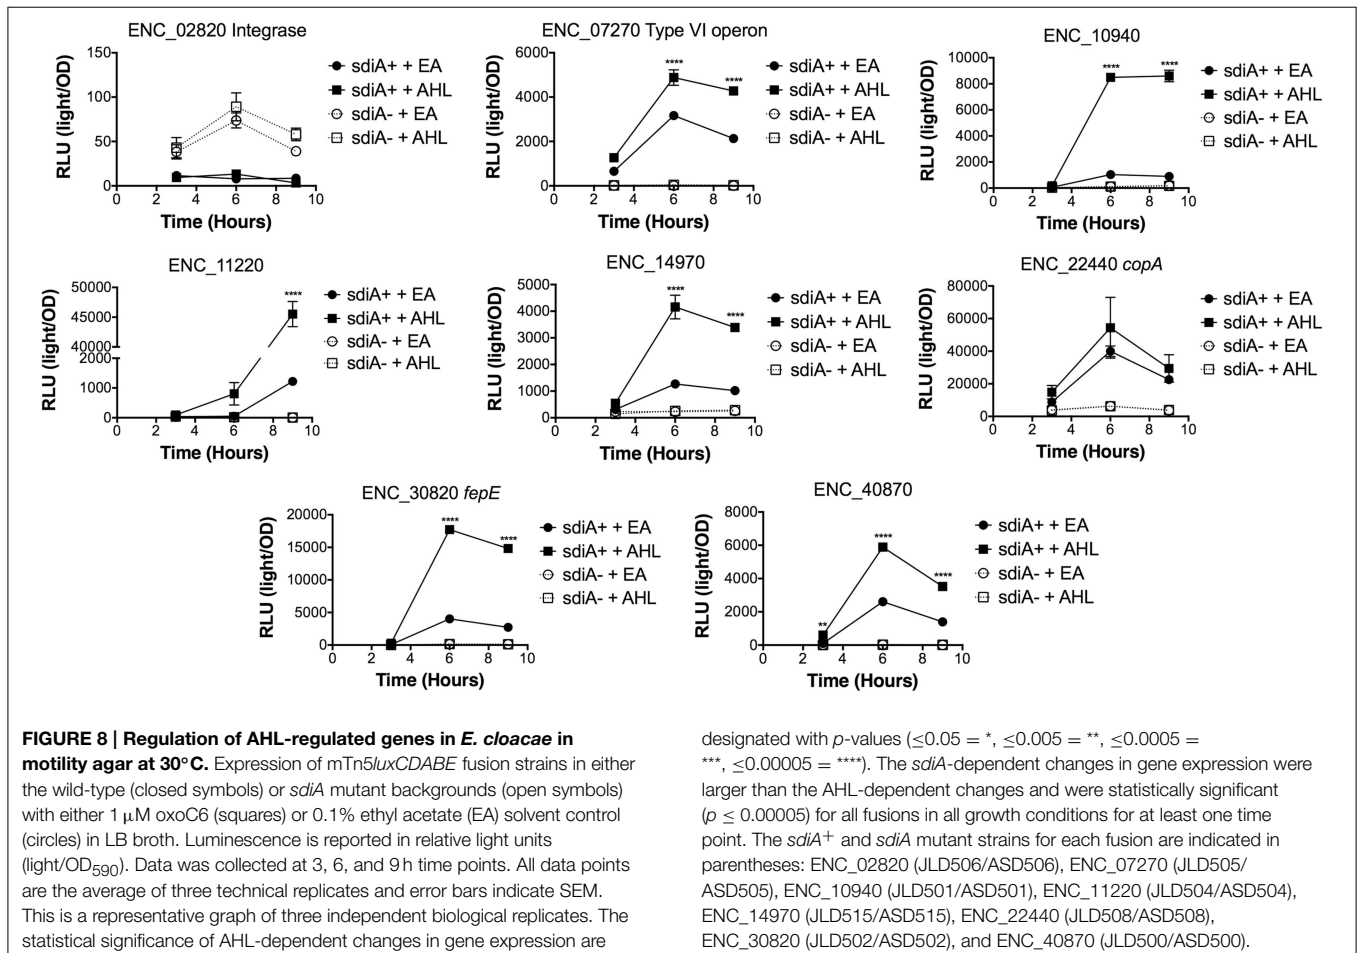 ENC_02820 Integrase
150
100
50
0
RLU (light/OD)
0 2 4 6 8 10
Time (Hours)
sdiA+ + EA
sdiA+ + AHL
sdiA- + EA
sdiA- + AHL
ENC_07270 Type VI operon
6000
4000
2000
0
RLU (light/OD)
**** ****
0 2 4 6 8 10
Time (Hours)
sdiA+ + EA
sdiA+ + AHL
sdiA- + EA
sdiA- + AHL
ENC_10940
10000
8000
6000
4000
2000
0
RLU (light/OD)
**** ****
0 2 4 6 8 10
Time (Hours)
sdiA+ + EA
sdiA+ + AHL
sdiA- + EA
sdiA- + AHL
ENC_11220
50000
45000
40000
2000
1000
0
RLU (light/OD)
****
0 2 4 6 8 10
Time (Hours)
sdiA+ + EA
sdiA+ + AHL
sdiA- + EA
sdiA- + AHL
ENC_14970
5000
4000
3000
2000
1000
0
RLU (light/OD)
**** ****
0 2 4 6 8 10
Time (Hours)
sdiA+ + EA
sdiA+ + AHL
sdiA- + EA
sdiA- + AHL
ENC_22440 copA
80000
60000
40000
20000
0
RLU (light/OD)
0 2 4 6 8 10
Time (Hours)
sdiA+ + EA
sdiA+ + AHL
sdiA- + EA
sdiA- + AHL
ENC_30820 fepE
20000
15000
10000
5000
0
RLU (light/OD)
**** ****
0 2 4 6 8 10
Time (Hours)
sdiA+ + EA
sdiA+ + AHL
sdiA- + EA
sdiA- + AHL
ENC_40870
8000
6000
4000
2000
0
RLU (light/OD)
** **** ****
0 2 4 6 8 10
Time (Hours)
sdiA+ + EA
sdiA+ + AHL
sdiA- + EA
sdiA- + AHL
FIGURE 8 | Regulation of AHL-regulated genes in E. cloacae in
motility agar at 30°C. Expression of mTn5luxCDABE fusion strains in either
the wild-type (closed symbols) or sdiA mutant backgrounds (open symbols)
with either 1 μM oxoC6 (squares) or 0.1% ethyl acetate (EA) solvent control
(circles) in LB broth. Luminescence is reported in relative light units
(light/OD590). Data was collected at 3, 6, and 9 h time points. All data points
are the average of three technical replicates and error bars indicate SEM.
This is a representative graph of three independent biological replicates. The
statistical significance of AHL-dependent changes in gene expression are
designated with p-values (≤0.05 = *, ≤0.005 = **, ≤0.0005 =
***, ≤0.00005 = ****). The sdiA-dependent changes in gene expression were
larger than the AHL-dependent changes and were statistically significant
(p ≤ 0.00005) for all fusions in all growth conditions for at least one time
point. The sdiA+ and sdiA mutant strains for each fusion are indicated in
parentheses: ENC_02820 (JLD506/ASD506), ENC_07270 (JLD505/
ASD505), ENC_10940 (JLD501/ASD501), ENC_11220 (JLD504/ASD504),
ENC_14970 (JLD515/ASD515), ENC_22440 (JLD508/ASD508),
ENC_30820 (JLD502/ASD502), and ENC_40870 (JLD500/ASD500).